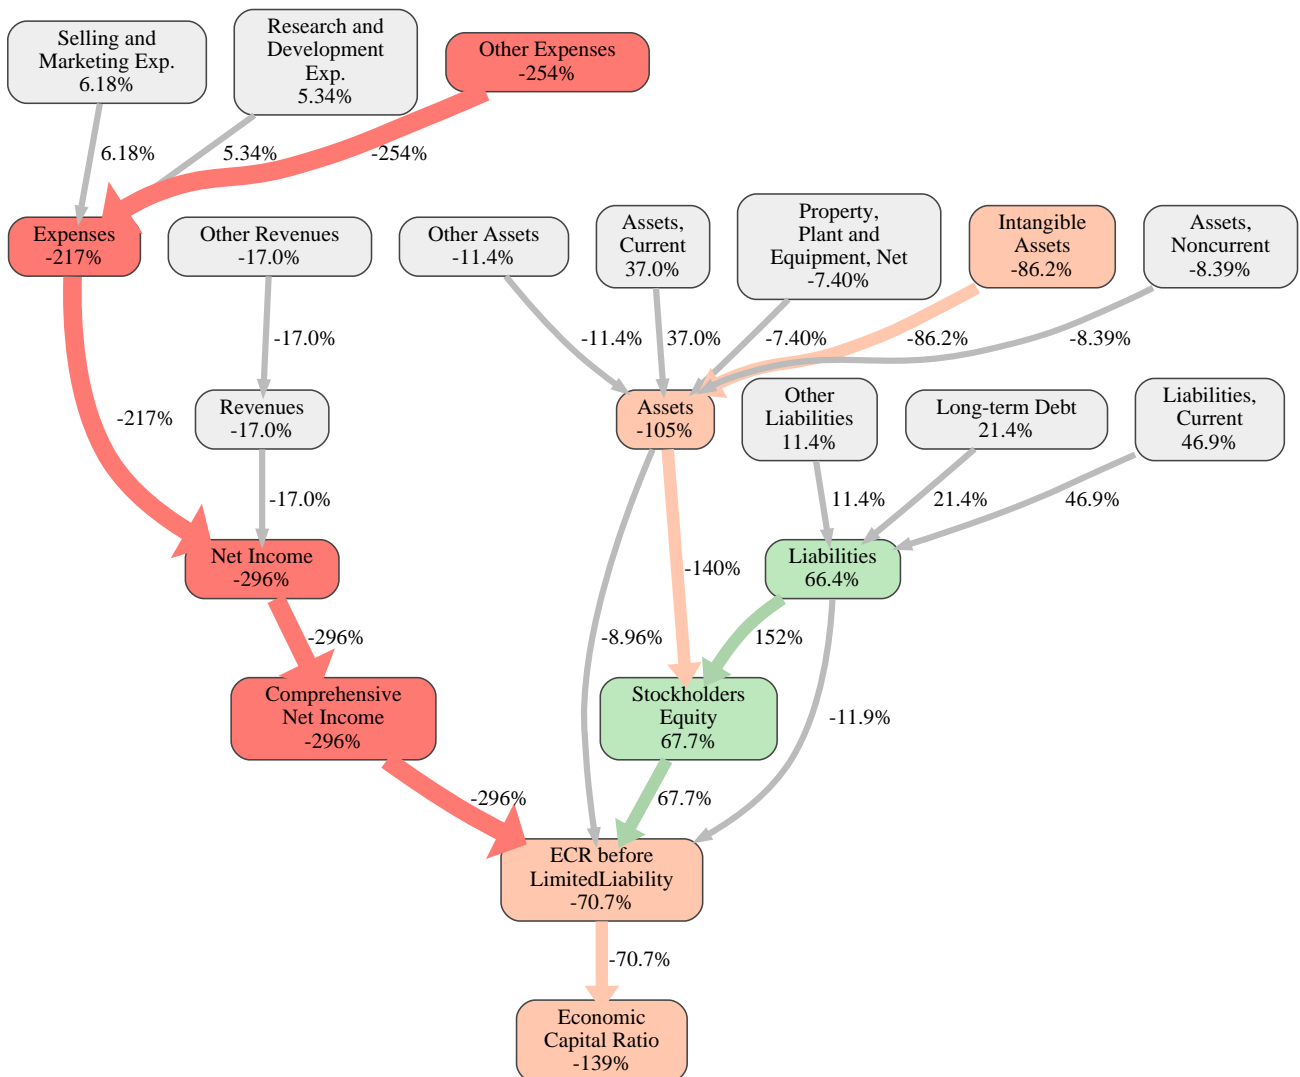 Selling and
Marketing Exp.
6.18%
Research and
Development
Exp.
5.34%
Other Expenses
-254%
6.18%
5.34%
-254%
Expenses
-217%
Other Revenues
-17.0%
Other Assets
-11.4%
Assets,
Current
37.0%
Property,
Plant and
Equipment, Net
-7.40%
Intangible
Assets
-86.2%
Assets,
Noncurrent
-8.39%
-17.0%
-11.4%
37.0%
-7.40%
-86.2%
-8.39%
-217%
Revenues
-17.0%
Assets
-105%
Other
Liabilities
11.4%
Long-term Debt
21.4%
Liabilities,
Current
46.9%
-17.0%
11.4%
21.4%
46.9%
Net Income
-296%
-140%
Liabilities
66.4%
-296%
-8.96%
152%
Comprehensive
Net Income
-296%
Stockholders
Equity
67.7%
-11.9%
-296%
67.7%
ECR before
LimitedLiability
-70.7%
-70.7%
Economic
Capital Ratio
-139%